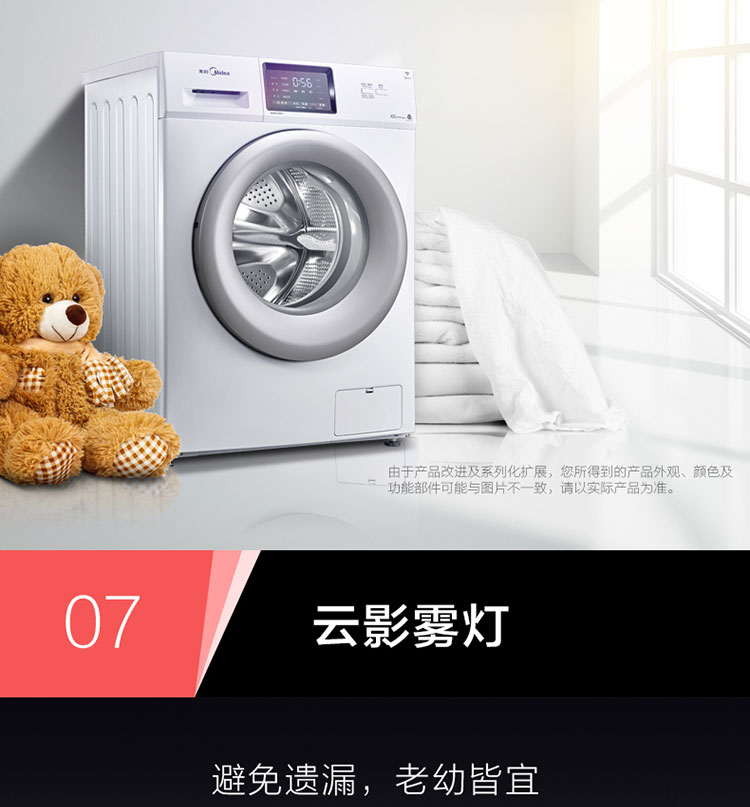 美的 Midea
0:56
由于产品改进及系列化扩展，您所得到的产品外观、颜色及
功能部件可能与图片不一致，请以实际产品为准。
07
云影雾灯
避免遗漏，老幼皆宜